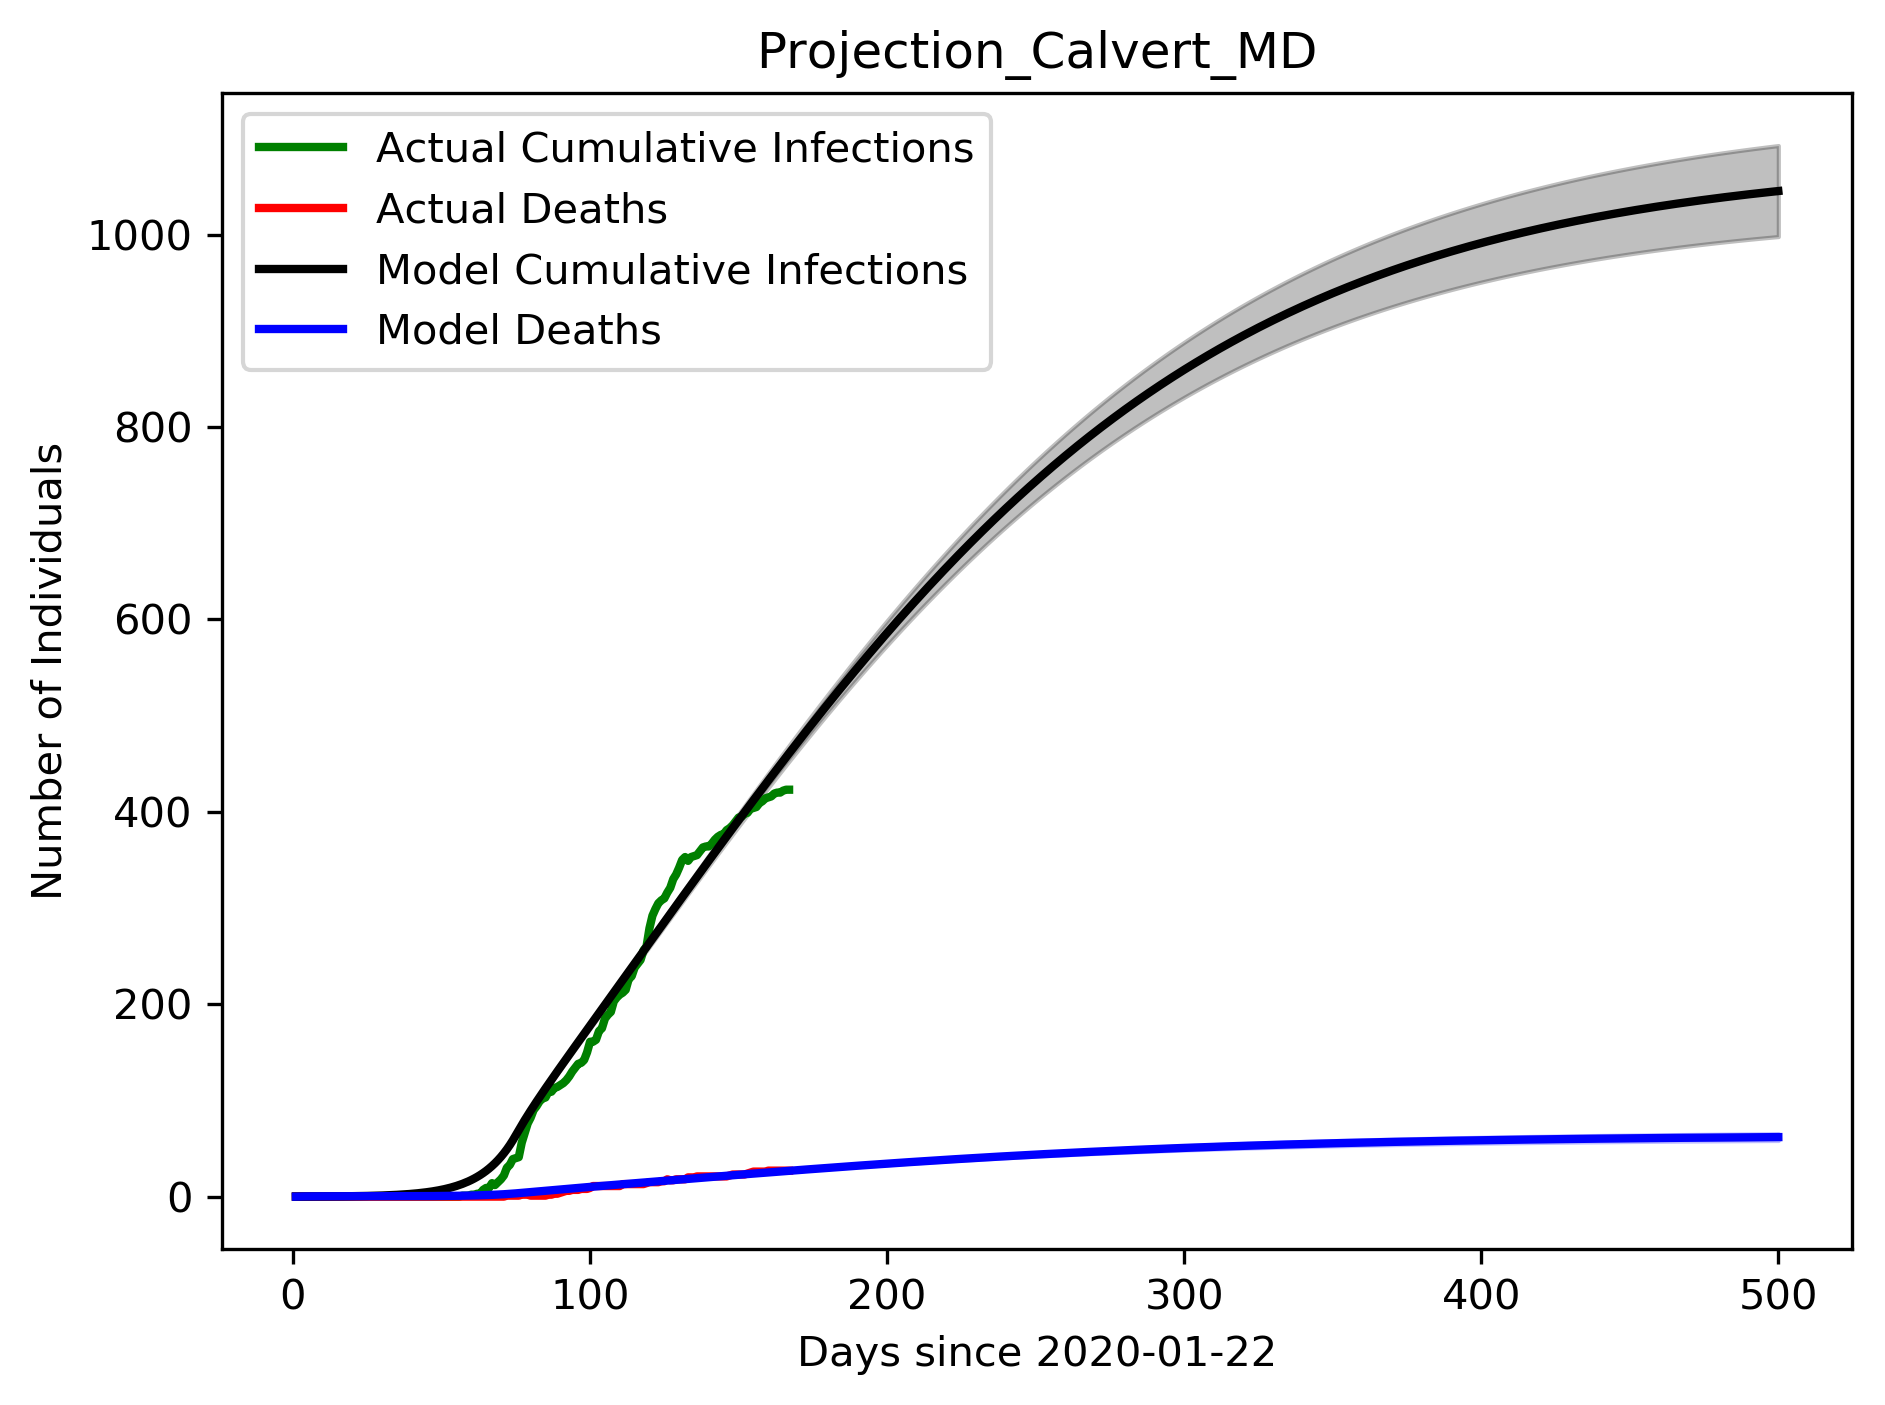 Projection_Calvert_MD
Actual Cumulative Infections
Actual Deaths
Model Cumulative Infections
Model Deaths
Number of Individuals
1000
800
600
400
200
0
0 100 200 300 400 500
Days since 2020-01-22